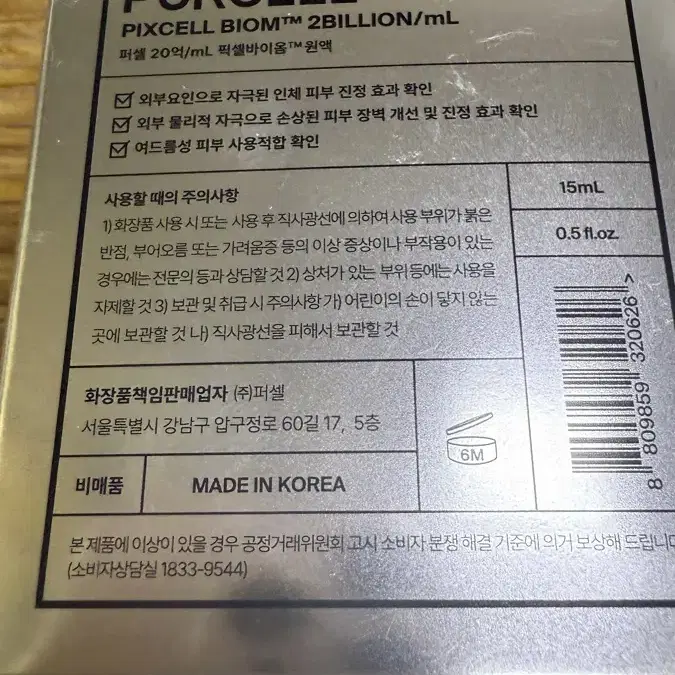 PIXCELL BIOM™ 2BILLION/mL
퍼셀 20억/mL 픽셀바이옴™ 원액
외부요인으로 자극된 인체 피부 진정 효과 확인
외부 물리적 자극으로 손상된 피부 장벽 개선 및 진정 효과 확인
여드름성 피부 사용적합 확인
사용할 때의 주의사항
1) 화장품 사용 시 또는 사용 후 직사광선에 의하여 사용 부위가 붉은
반점, 부어오름 또는 가려움증 등의 이상 증상이나 부작용이 있는
경우에는 전문의 등과 상담할 것 2) 상처가 있는 부위 등에는 사용을
자제할 것 3) 보관 및 취급 시 주의사항 가) 어린이의 손이 닿지 않는
곳에 보관할 것 나) 직사광선을 피해서 보관할 것
15mL
0.5 fl.oz.
8 809859 320626 >
화장품책임판매업자 (주)퍼셀
서울특별시 강남구 압구정로 60길 17, 5층
6M
비매품
MADE IN KOREA
본 제품에 이상이 있을 경우 공정거래위원회 고시 소비자 분쟁 해결 기준에 의거 보상해 드립니다
(소비자상담실 1833-9544)